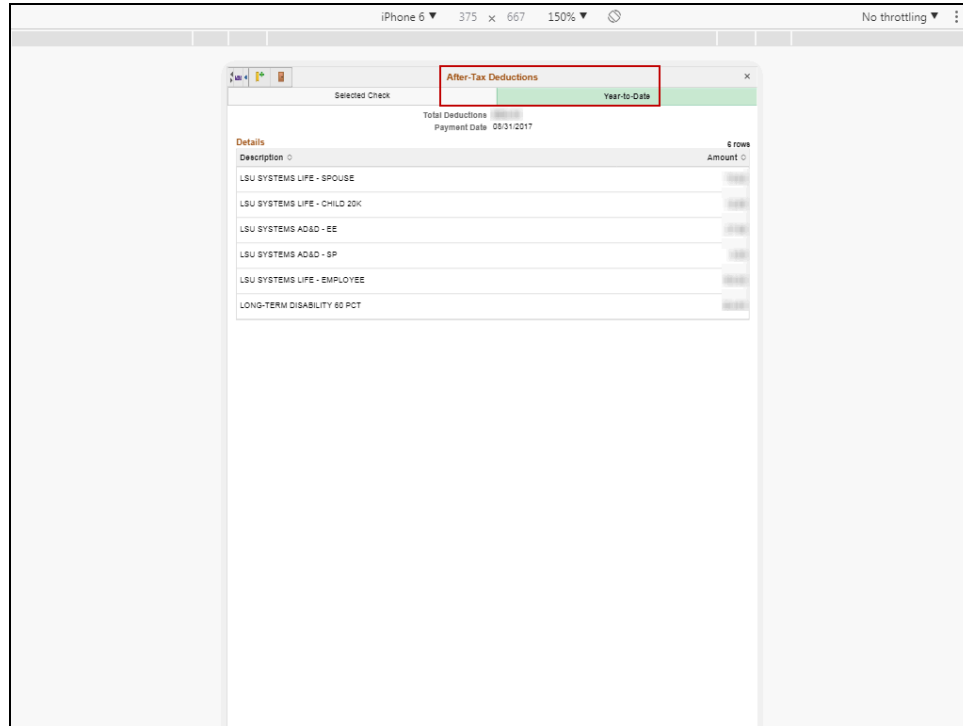 iPhone 6 ▼ 375 × 667 150% ▼ No throttling ▼
LSU
After-Tax Deductions ×
Selected Check Year-to-Date
Total Deductions
Payment Date 08/31/2017
Details 6 rows
Description Amount
LSU SYSTEMS LIFE - SPOUSE
LSU SYSTEMS LIFE - CHILD 20K
LSU SYSTEMS AD&D - EE
LSU SYSTEMS AD&D - SP
LSU SYSTEMS LIFE - EMPLOYEE
LONG-TERM DISABILITY 60 PCT